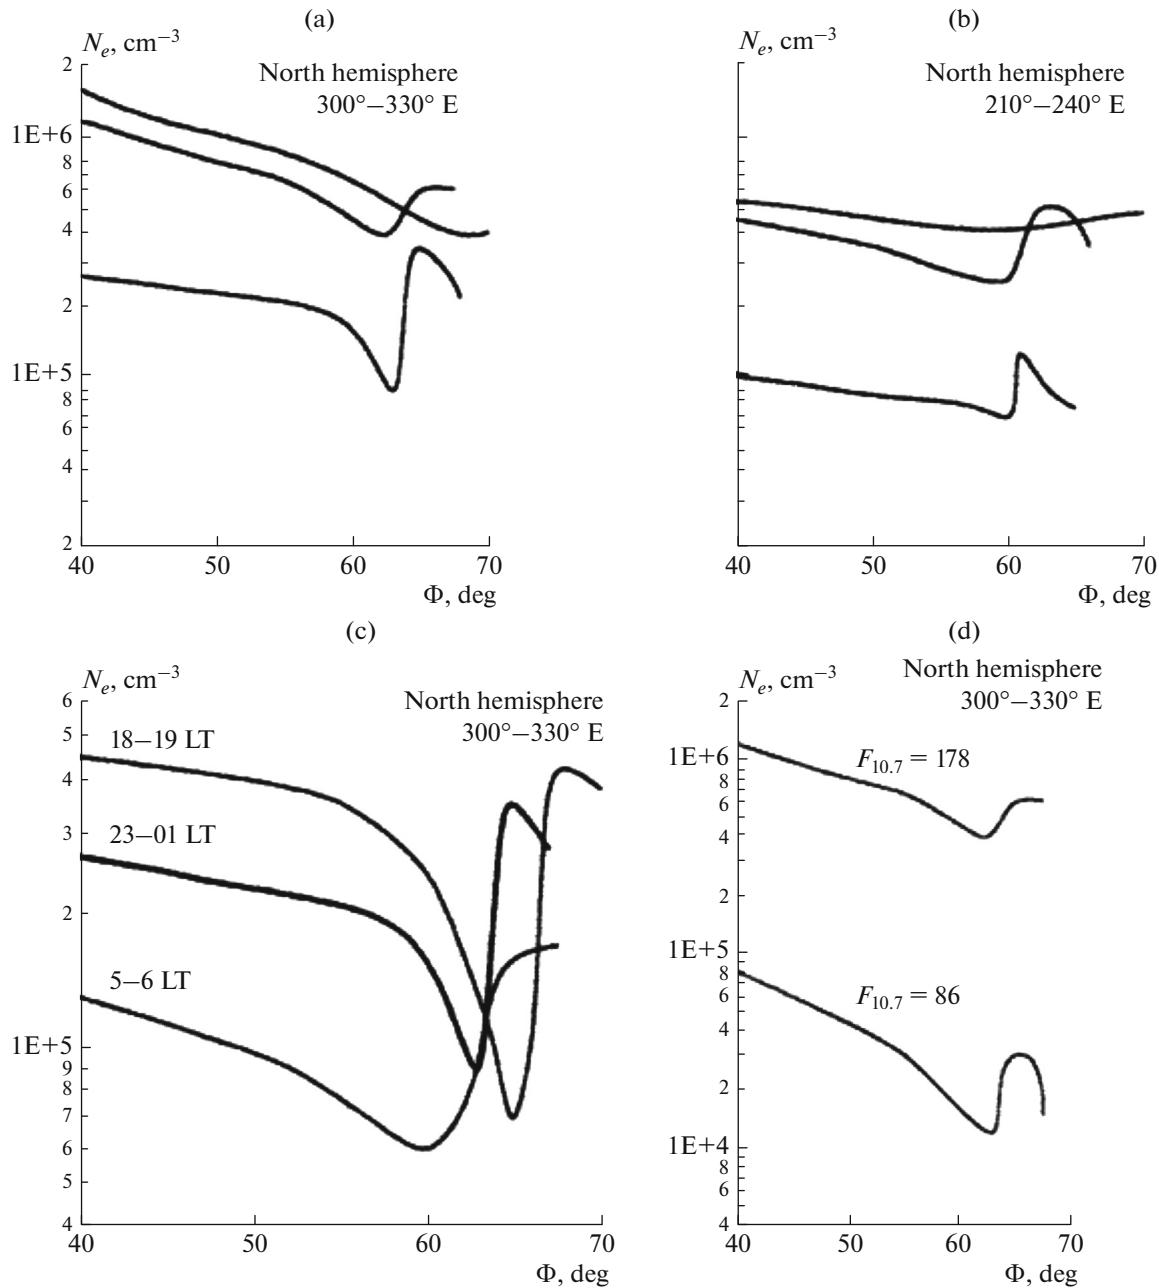 (a)
N_e, cm⁻³
North hemisphere
300°–330° E
2
1E+6
8
6
4
2
1E+5
8
6
4
2
40 50 60 70
Φ, deg
(b)
N_e, cm⁻³
North hemisphere
210°–240° E
40 50 60 70
Φ, deg
(c)
N_e, cm⁻³
North hemisphere
300°–330° E
6
5
4
3
2
1E+5
9
8
7
6
5
4
18–19 LT
23–01 LT
5–6 LT
40 50 60 70
Φ, deg
(d)
North hemisphere
N_e, cm⁻³
300°–330° E
2
1E+6
8
6
4
2
1E+5
8
6
4
2
1E+4
8
6
4
F₁₀.₇ = 178
F₁₀.₇ = 86
40 50 60 70
Φ, deg